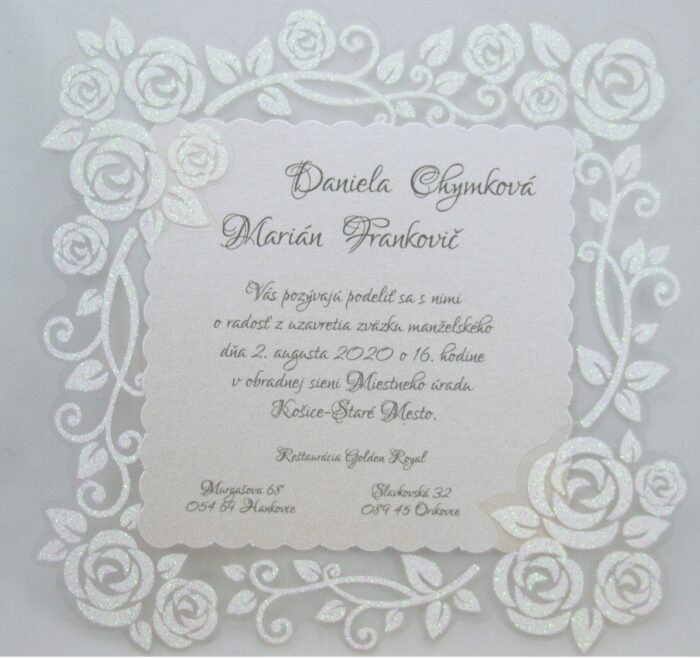 Daniela Chymková
Marián Frankovič
Vás pozývajú podeliť sa s nimi
o radosť z uzavretia zväzku manželského
dňa 2. augusta 2020 o 16. hodine
v obradnej sieni Miestneho úradu
Košice-Staré Mesto.
Reštaurácia Golden Royal
Murgašova 68
054 69 Hankovce
Slavkovská 32
089 45 Orikovce